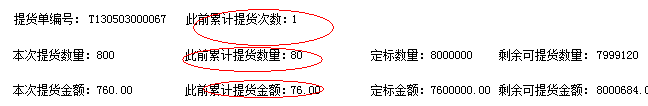 提货单编号: T130503000067 此前累计提货次数:1
本次提货数量:800 此前累计提货数量:80 定标数量:8000000 剩余可提货数量: 7999120
本次提货金额:760.00 此前累计提货金额:76.00 定标金额:7600000.00 剩余可提货金额:8000684.0